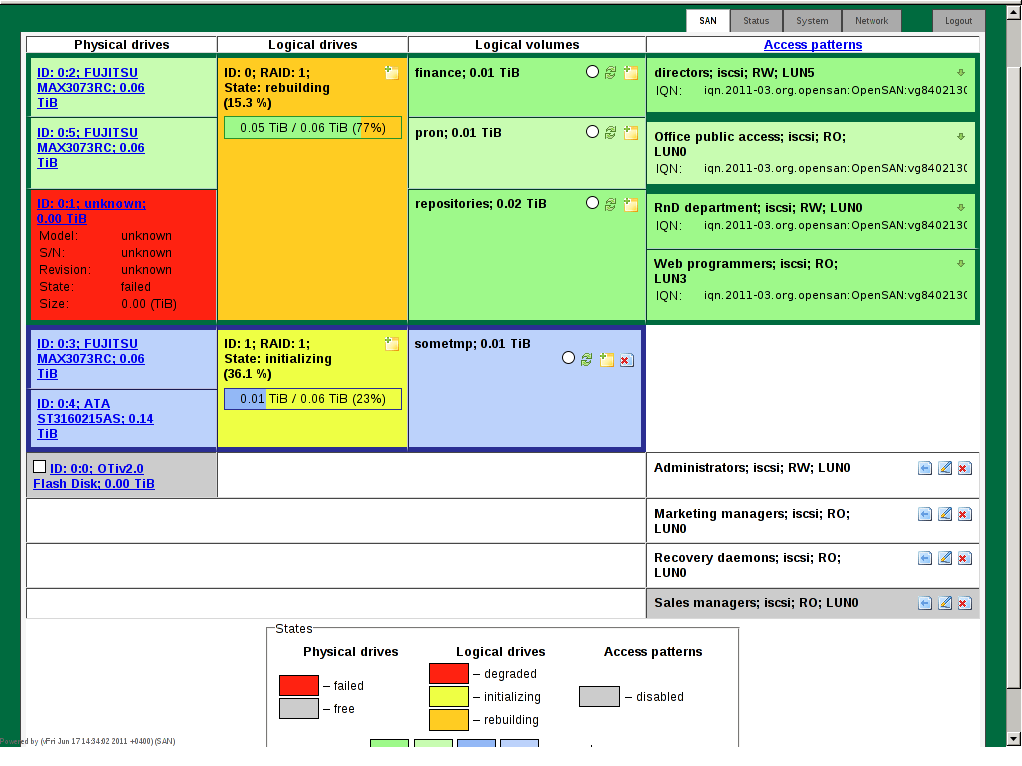 SAN Status System Network Logout
Physical drives Logical drives Logical volumes Access patterns
ID: 0:2; FUJITSU
MAX3073RC; 0.06
TiB
ID: 0:5; FUJITSU
MAX3073RC; 0.06
TiB
ID: 0:1; unknown;
0.00 TiB
Model: unknown
S/N: unknown
Revision: unknown
State: failed
Size: 0.00 (TiB)
ID: 0; RAID: 1;
State: rebuilding
(15.3 %)
0.05 TiB / 0.06 TiB (77%)
finance; 0.01 TiB
pron; 0.01 TiB
repositories; 0.02 TiB
directors; iscsi; RW; LUN5
IQN: iqn.2011-03.org.opensan:OpenSAN:vg8402130
Office public access; iscsi; RO;
LUN0
IQN: iqn.2011-03.org.opensan:OpenSAN:vg8402130
RnD department; iscsi; RW; LUN0
IQN: iqn.2011-03.org.opensan:OpenSAN:vg8402130
Web programmers; iscsi; RO;
LUN3
IQN: iqn.2011-03.org.opensan:OpenSAN:vg8402130
ID: 0:3; FUJITSU
MAX3073RC; 0.06
TiB
ID: 0:4; ATA
ST3160215AS; 0.14
TiB
ID: 1; RAID: 1;
State: initializing
(36.1 %)
0.01 TiB / 0.06 TiB (23%)
sometmp; 0.01 TiB
ID: 0:0; OTiv2.0
Flash Disk; 0.00 TiB
Administrators; iscsi; RW; LUN0
Marketing managers; iscsi; RO;
LUN0
Recovery daemons; iscsi; RO;
LUN0
Sales managers; iscsi; RO; LUN0
States
Physical drives Logical drives Access patterns
– failed
– free
– degraded
– initializing
– rebuilding
– disabled
Powered by (vFri Jun 17 14:34:02 2011 +0400) (SAN)